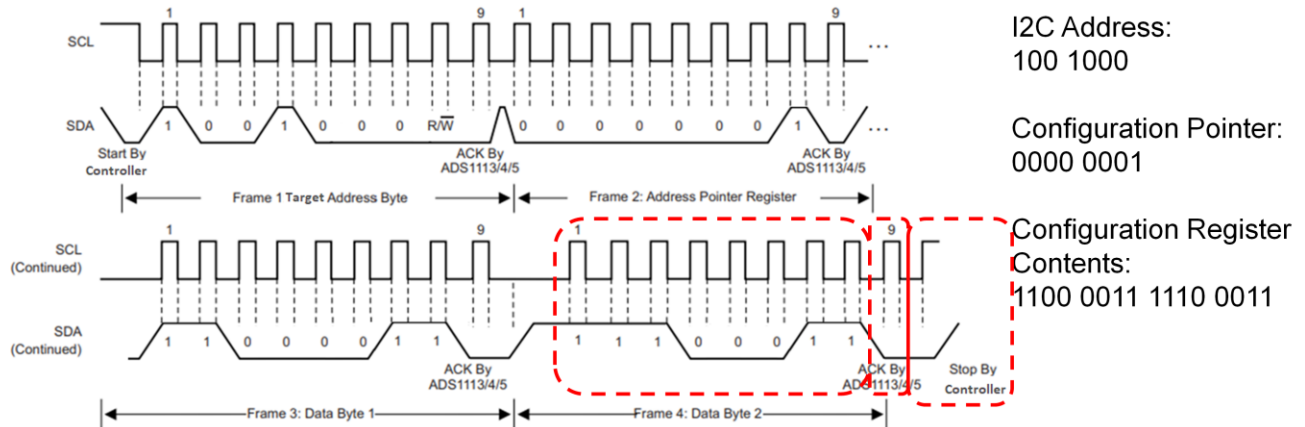 1 9 1 9
SCL ...
SDA 1 0 0 1 0 0 0 R/W 0 0 0 0 0 0 0 1 ...
Start By
Controller
ACK By
ADS1113/4/5
ACK By
ADS1113/4/5
Frame 1 Target Address Byte
Frame 2: Address Pointer Register
1 9 1 9
SCL
(Continued)
SDA
(Continued)
1 1 0 0 0 0 1 1 1 1 1 0 0 0 1 1
ACK By
ADS1113/4/5
ACK By
ADS1113/4/5
Stop By
Controller
Frame 3: Data Byte 1
Frame 4: Data Byte 2
I2C Address:
100 1000
Configuration Pointer:
0000 0001
Configuration Register
Contents:
1100 0011 1110 0011